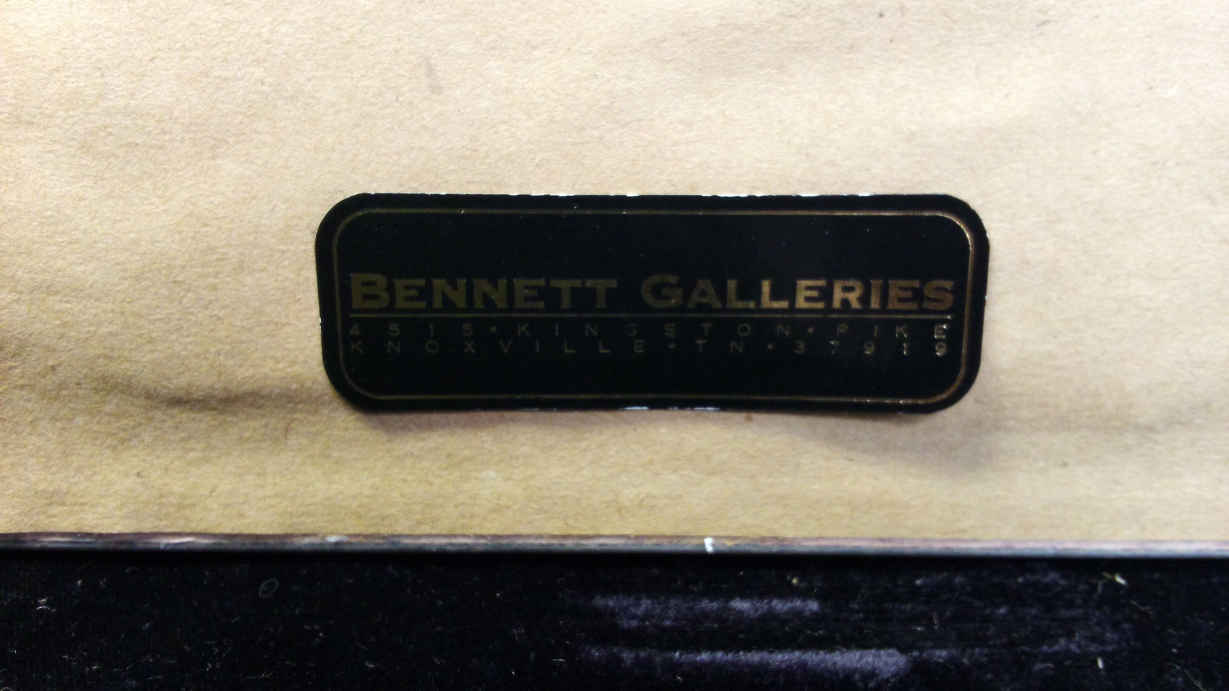 BENNETT GALLERIES
4515•KINGSTON•PIKE
KNOXVILLE•TN•37919